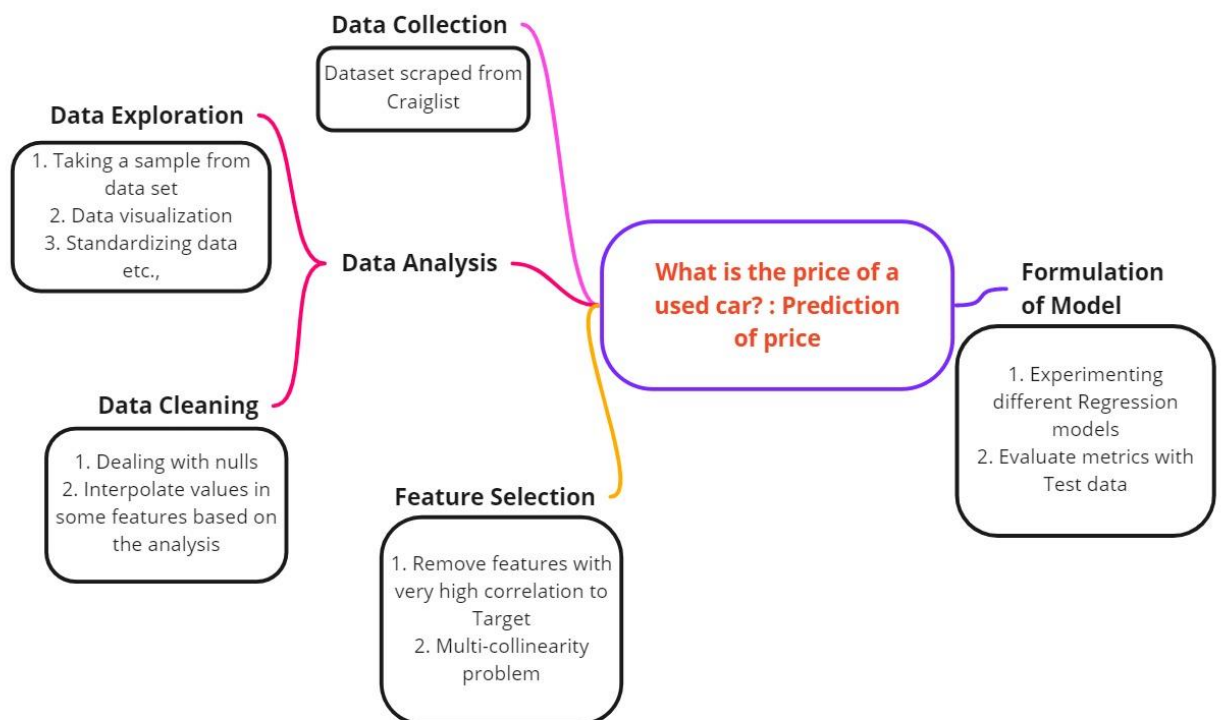 Data Collection
Dataset scraped from
Craiglist
Data Exploration
1. Taking a sample from
data set
2. Data visualization
3. Standardizing data
etc.,
Data Analysis
Data Cleaning
1. Dealing with nulls
2. Interpolate values in
some features based on
the analysis
Feature Selection
1. Remove features with
very high correlation to
Target
2. Multi-collinearity
problem
What is the price of a
used car? : Prediction
of price
Formulation
of Model
1. Experimenting
different Regression
models
2. Evaluate metrics with
Test data